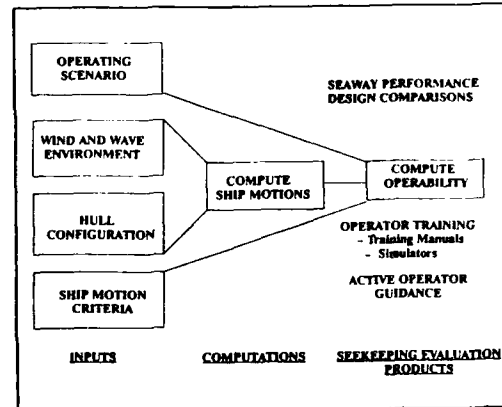 OPERATING
SCENARIO
WIND AND WAVE
ENVIRONMENT
HULL
CONFIGURATION
SHIP MOTION
CRITERIA
INPUTS
COMPUTE
SHIP MOTIONS
COMPUTATIONS
SEAWAY PERFORMANCE
DESIGN COMPARISONS
COMPUTE
OPERABILITY
OPERATOR TRAINING
- Training Manuals
- Simulators
ACTIVE OPERATOR
GUIDANCE
SEEKEEPING EVALUATION
PRODUCTS